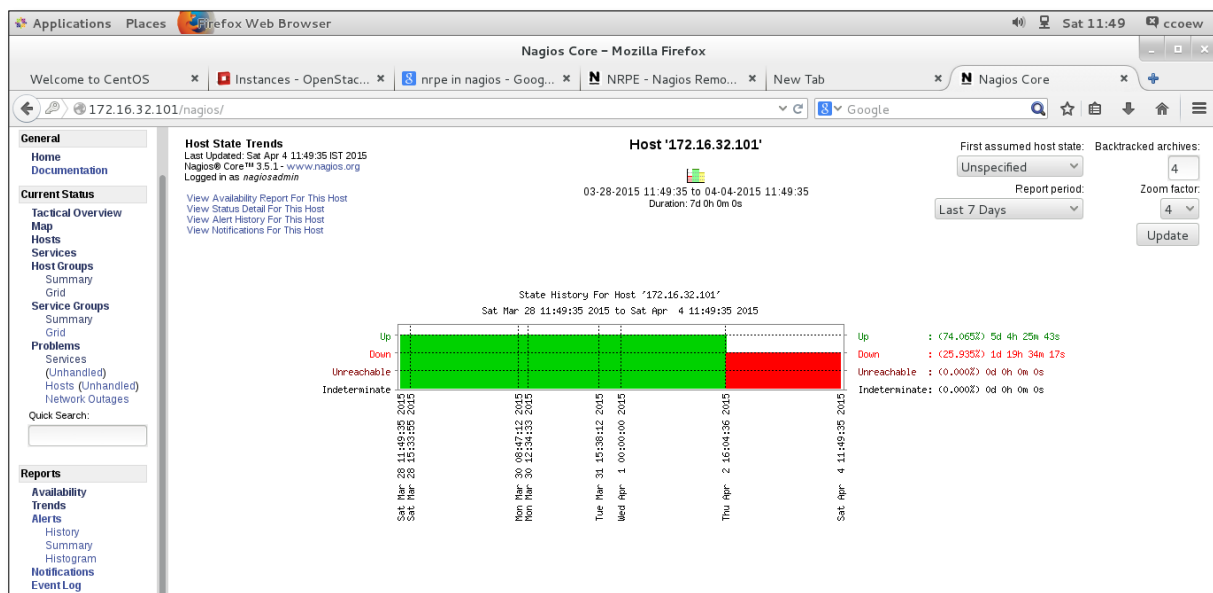 Applications Places Firefox Web Browser Sat 11:49 ccoew
Nagios Core - Mozilla Firefox
Welcome to CentOS Instances - OpenStac... nrpe in nagios - Goog... NRPE - Nagios Remo... New Tab Nagios Core
172.16.32.101/nagios/ Google
General
Home
Documentation
Current Status
Tactical Overview
Map
Hosts
Services
Host Groups
Summary
Grid
Service Groups
Summary
Grid
Problems
Services
(Unhandled)
Hosts (Unhandled)
Network Outages
Quick Search:
Reports
Availability
Trends
Alerts
History
Summary
Histogram
Notifications
Event Log
Host State Trends
Last Updated: Sat Apr 4 11:49:35 IST 2015
Nagios® Core™ 3.5.1 - www.nagios.org
Logged in as nagiosadmin
View Availability Report For This Host
View Status Detail For This Host
View Alert History For This Host
View Notifications For This Host
Host '172.16.32.101'
03-28-2015 11:49:35 to 04-04-2015 11:49:35
Duration: 7d 0h 0m 0s
First assumed host state: Backtracked archives:
Unspecified 4
Report period: Zoom factor:
Last 7 Days 4
Update
State History For Host '172.16.32.101'
Sat Mar 28 11:49:35 2015 to Sat Apr 4 11:49:35 2015
Up Up : (74.065%) 5d 4h 25m 43s
Down Down : (25.935%) 1d 19h 34m 17s
Unreachable Unreachable : (0.000%) 0d 0h 0m 0s
Indeterminate Indeterminate: (0.000%) 0d 0h 0m 0s
Sat Mar 28 11:49:35 2015
Sat Mar 28 15:33:55 2015
Mon Mar 30 08:47:12 2015
Mon Mar 30 12:34:33 2015
Tue Mar 31 15:38:12 2015
Wed Apr 1 00:00:00 2015
Thu Apr 2 16:04:36 2015
Sat Apr 4 11:49:35 2015